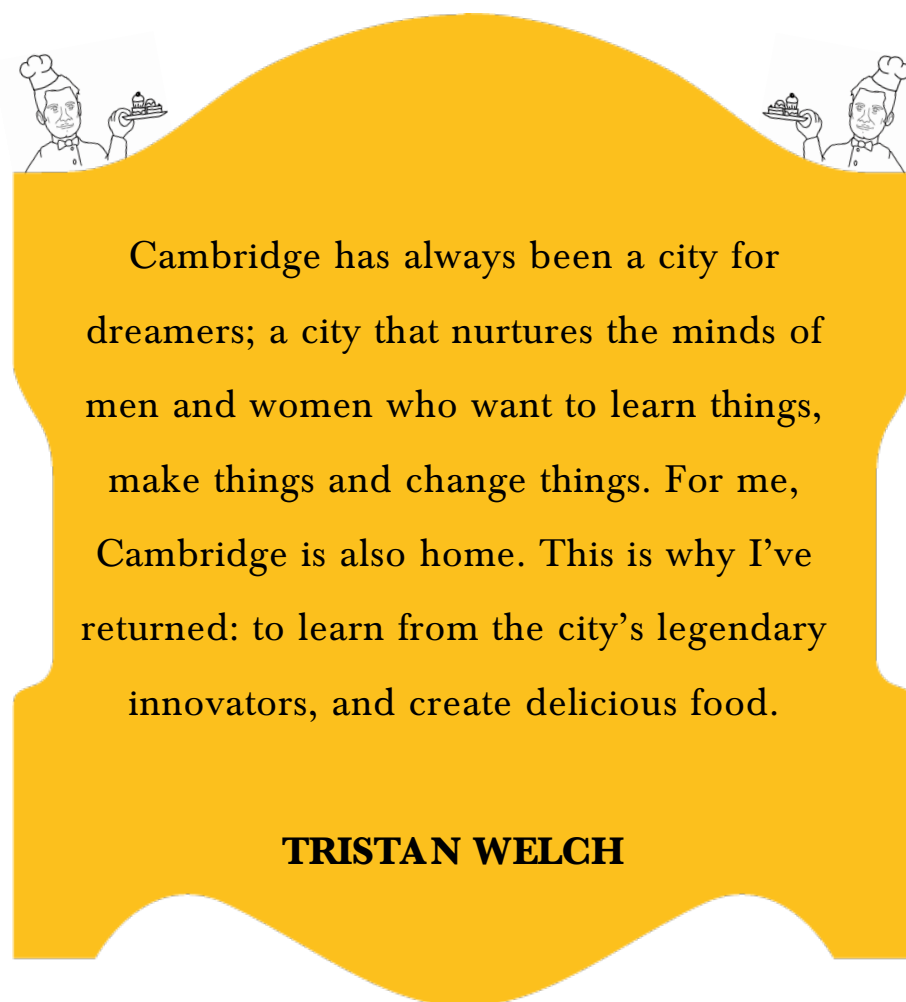 Cambridge has always been a city for
dreamers; a city that nurtures the minds of
men and women who want to learn things,
make things and change things. For me,
Cambridge is also home. This is why I’ve
returned: to learn from the city’s legendary
innovators, and create delicious food.
TRISTAN WELCH